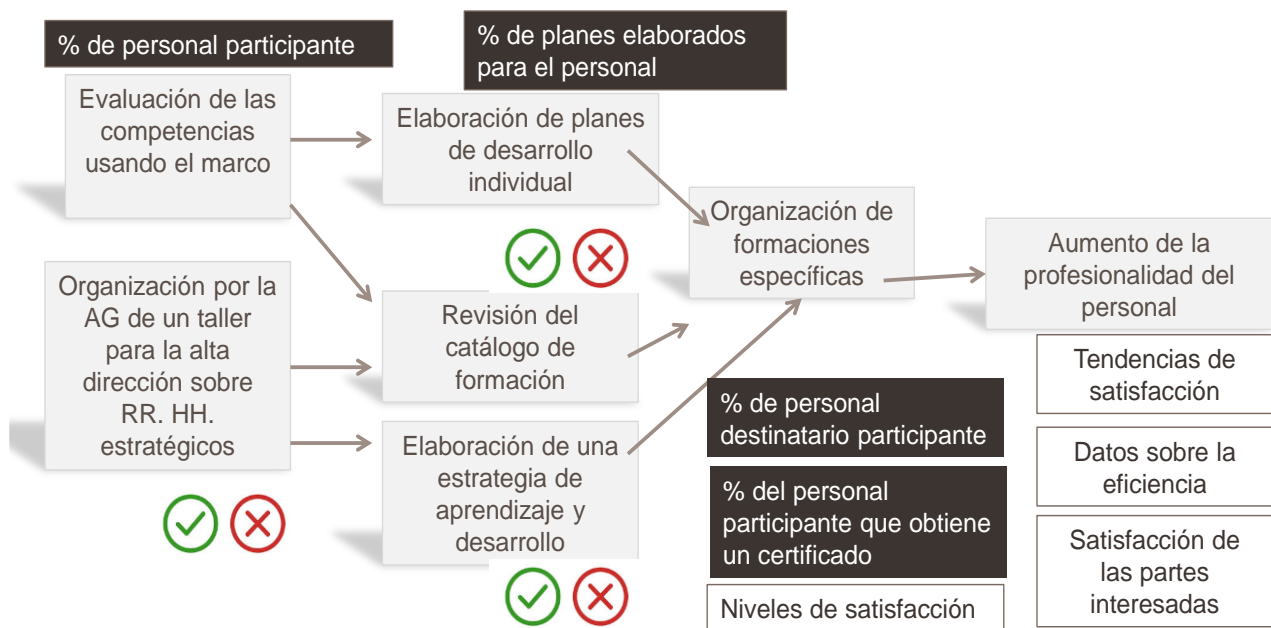 % de personal participante
% de planes elaborados
para el personal
Evaluación de las
competencias
usando el marco
Elaboración de planes
de desarrollo
individual
Organización de
formaciones
específicas
Aumento de la
profesionalidad del
personal
Organización por la
AG de un taller
para la alta
dirección sobre
RR. HH.
estratégicos
Revisión del
catálogo de
formación
Elaboración de una
estrategia de
aprendizaje y
desarrollo
% de personal
destinatario participante
% del personal
participante que obtiene
un certificado
Niveles de satisfacción
Tendencias de
satisfacción
Datos sobre la
eficiencia
Satisfacción de
las partes
interesadas